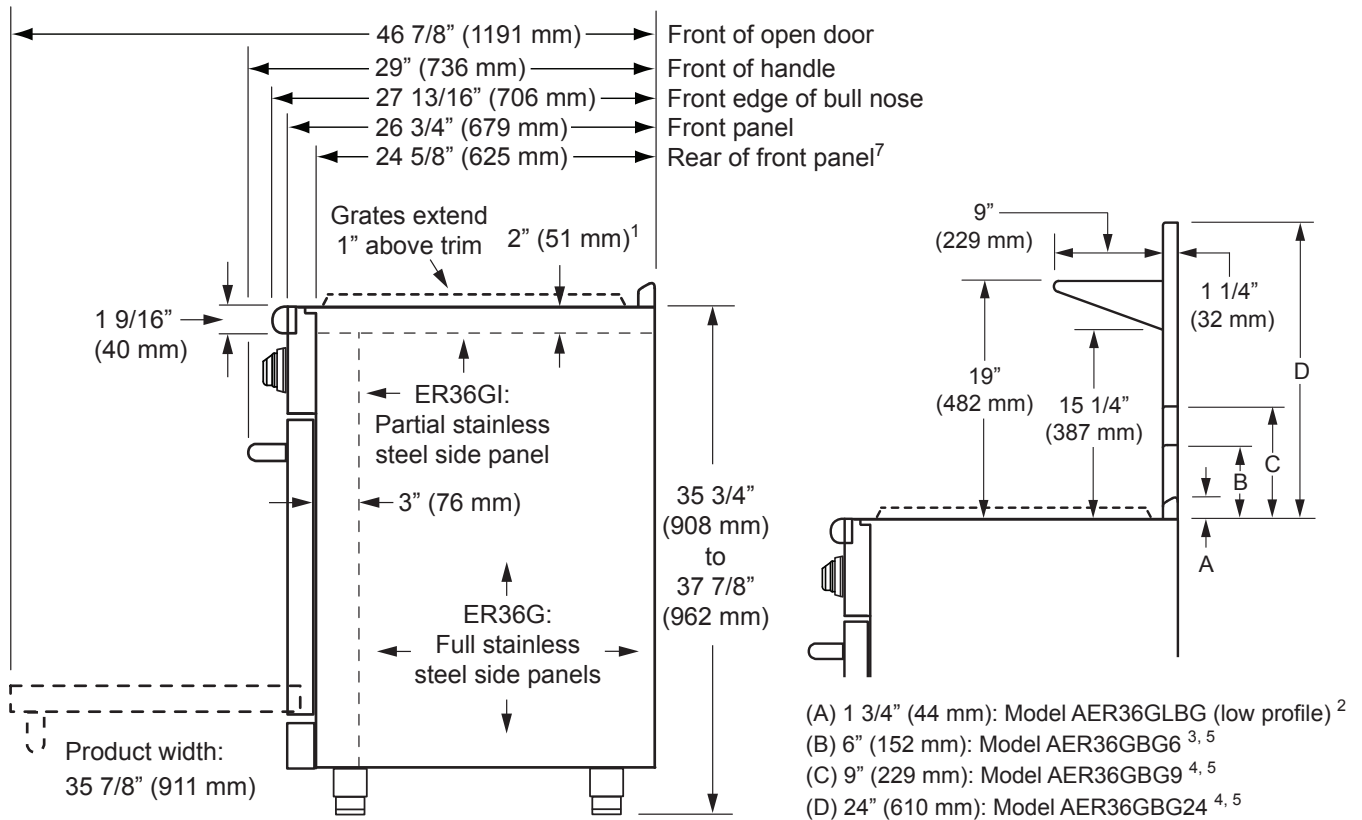 46 7/8” (1191 mm) Front of open door
29” (736 mm) Front of handle
27 13/16” (706 mm) Front edge of bull nose
26 3/4” (679 mm) Front panel
24 5/8” (625 mm) Rear of front panel7
Grates extend
1” above trim
2” (51 mm)1
1 9/16”
(40 mm)
ER36GI:
Partial stainless
steel side panel
3” (76 mm)
35 3/4”
(908 mm)
to
37 7/8”
(962 mm)
ER36G:
Full stainless
steel side panels
Product width:
35 7/8” (911 mm)
9”
(229 mm)
1 1/4”
(32 mm)
19”
(482 mm)
15 1/4”
(387 mm)
D
C
B
A
(A) 1 3/4” (44 mm): Model AER36GLBG (low profile) 2
(B) 6” (152 mm): Model AER36GBG6 3, 5
(C) 9” (229 mm): Model AER36GBG9 4, 5
(D) 24” (610 mm): Model AER36GBG24 4, 5